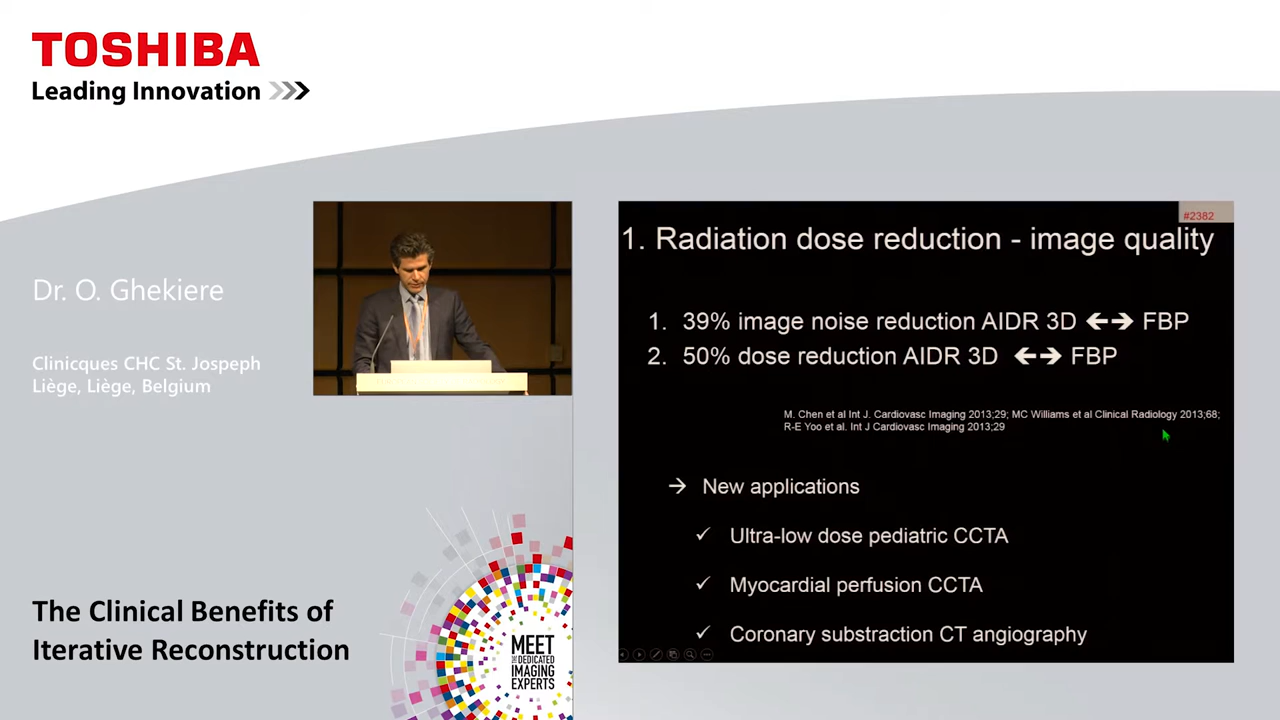 TOSHIBA
Leading Innovation
Dr. O. Ghekiere
Clinicques CHC St. Jospeph
Liège, Liège, Belgium
The Clinical Benefits of
Iterative Reconstruction
MEET
THE DEDICATED
IMAGING
EXPERTS
#2382
1. Radiation dose reduction - image quality
1. 39% image noise reduction AIDR 3D ←→ FBP
2. 50% dose reduction AIDR 3D ←→ FBP
M. Chen et al Int J. Cardiovasc Imaging 2013;29; MC Williams et al Clinical Radiology 2013;68;
R-E Yoo et al. Int J Cardiovasc Imaging 2013;29
→ New applications
✓ Ultra-low dose pediatric CCTA
✓ Myocardial perfusion CCTA
✓ Coronary substraction CT angiography